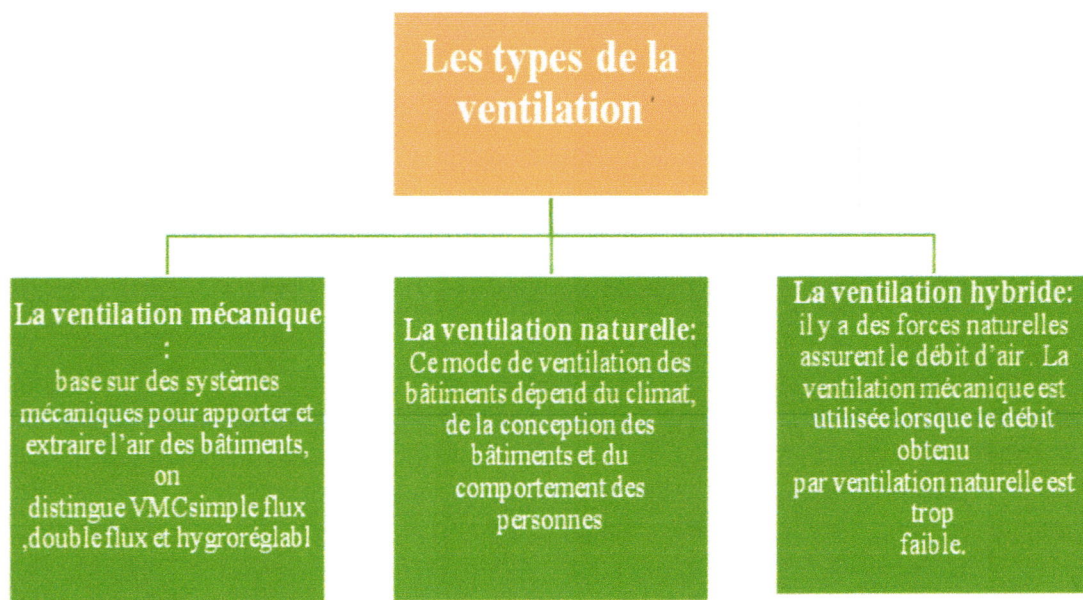 Les types de la
ventilation
La ventilation mécanique
:
base sur des systèmes
mécaniques pour apporter et
extraire l’air des bâtiments,
on
distingue VMCsimple flux
,double flux et hygroréglabl
La ventilation naturelle:
Ce mode de ventilation des
bâtiments dépend du climat,
de la conception des
bâtiments et du
comportement des
personnes
La ventilation hybride:
il y a des forces naturelles
assurent le débit d’air . La
ventilation mécanique est
utilisée lorsque le débit
obtenu
par ventilation naturelle est
trop
faible.